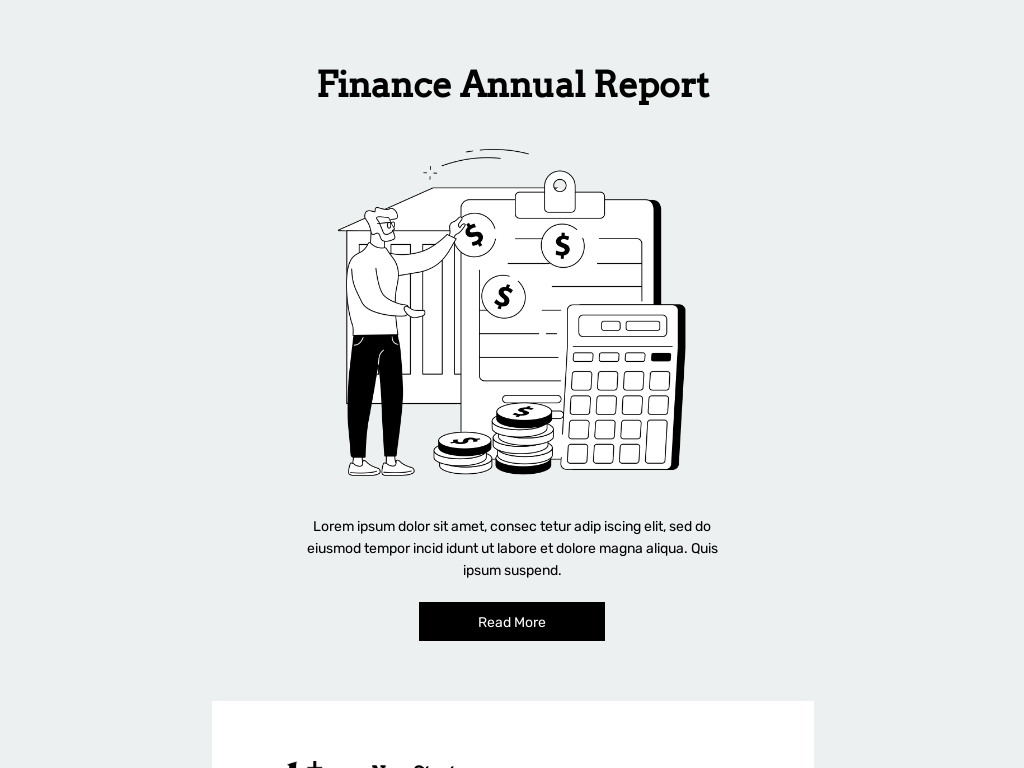 Finance Annual Report
$
$
$
$
$
Lorem ipsum dolor sit amet, consec tetur adip iscing elit, sed do
eiusmod tempor incid idunt ut labore et dolore magna aliqua. Quis
ipsum suspend.
Read More